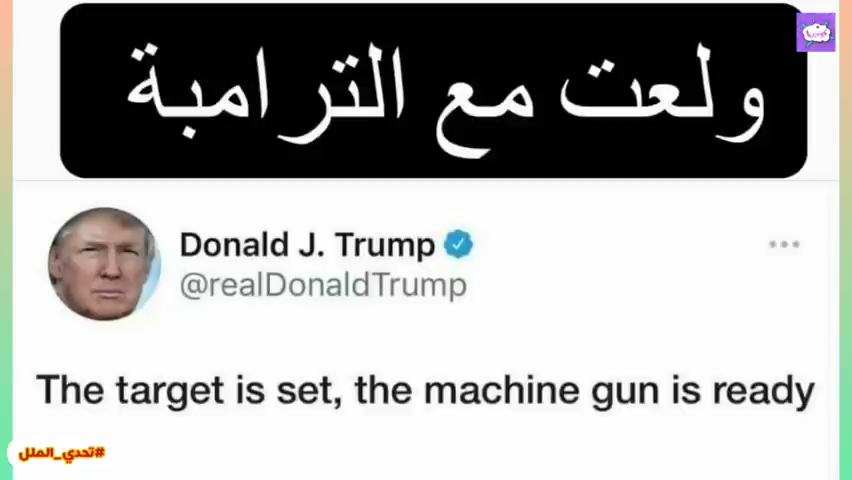 ولعت مع الترامبة
Donald J. Trump
@realDonaldTrump
The target is set, the machine gun is ready
#تحدي_الملل